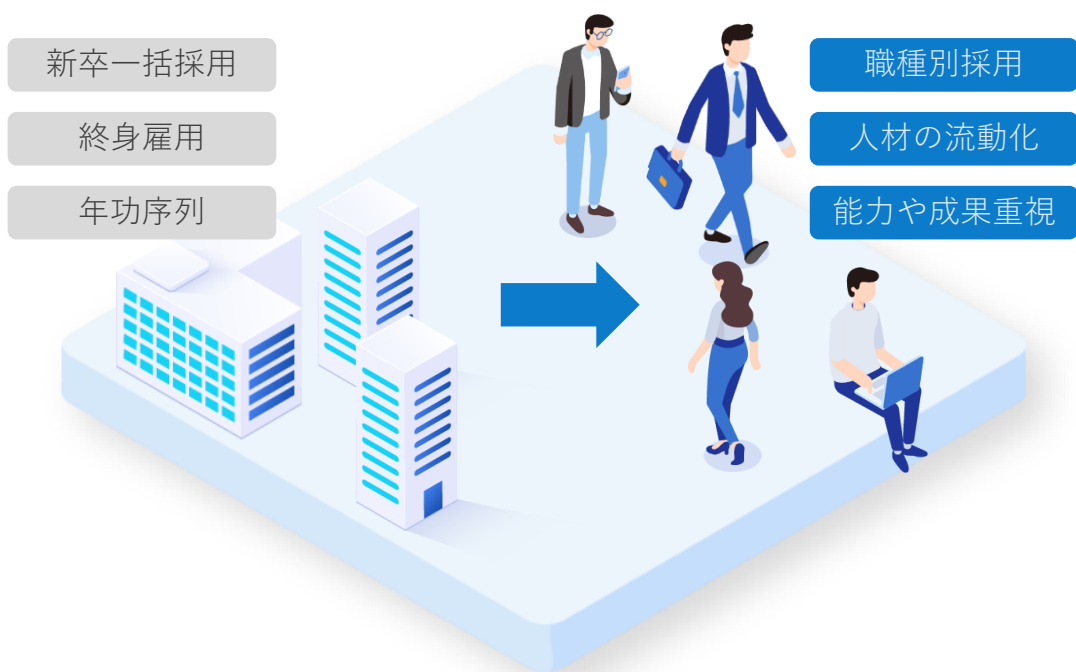 新卒一括採用
終身雇用
年功序列
職種別採用
人材の流動化
能力や成果重視